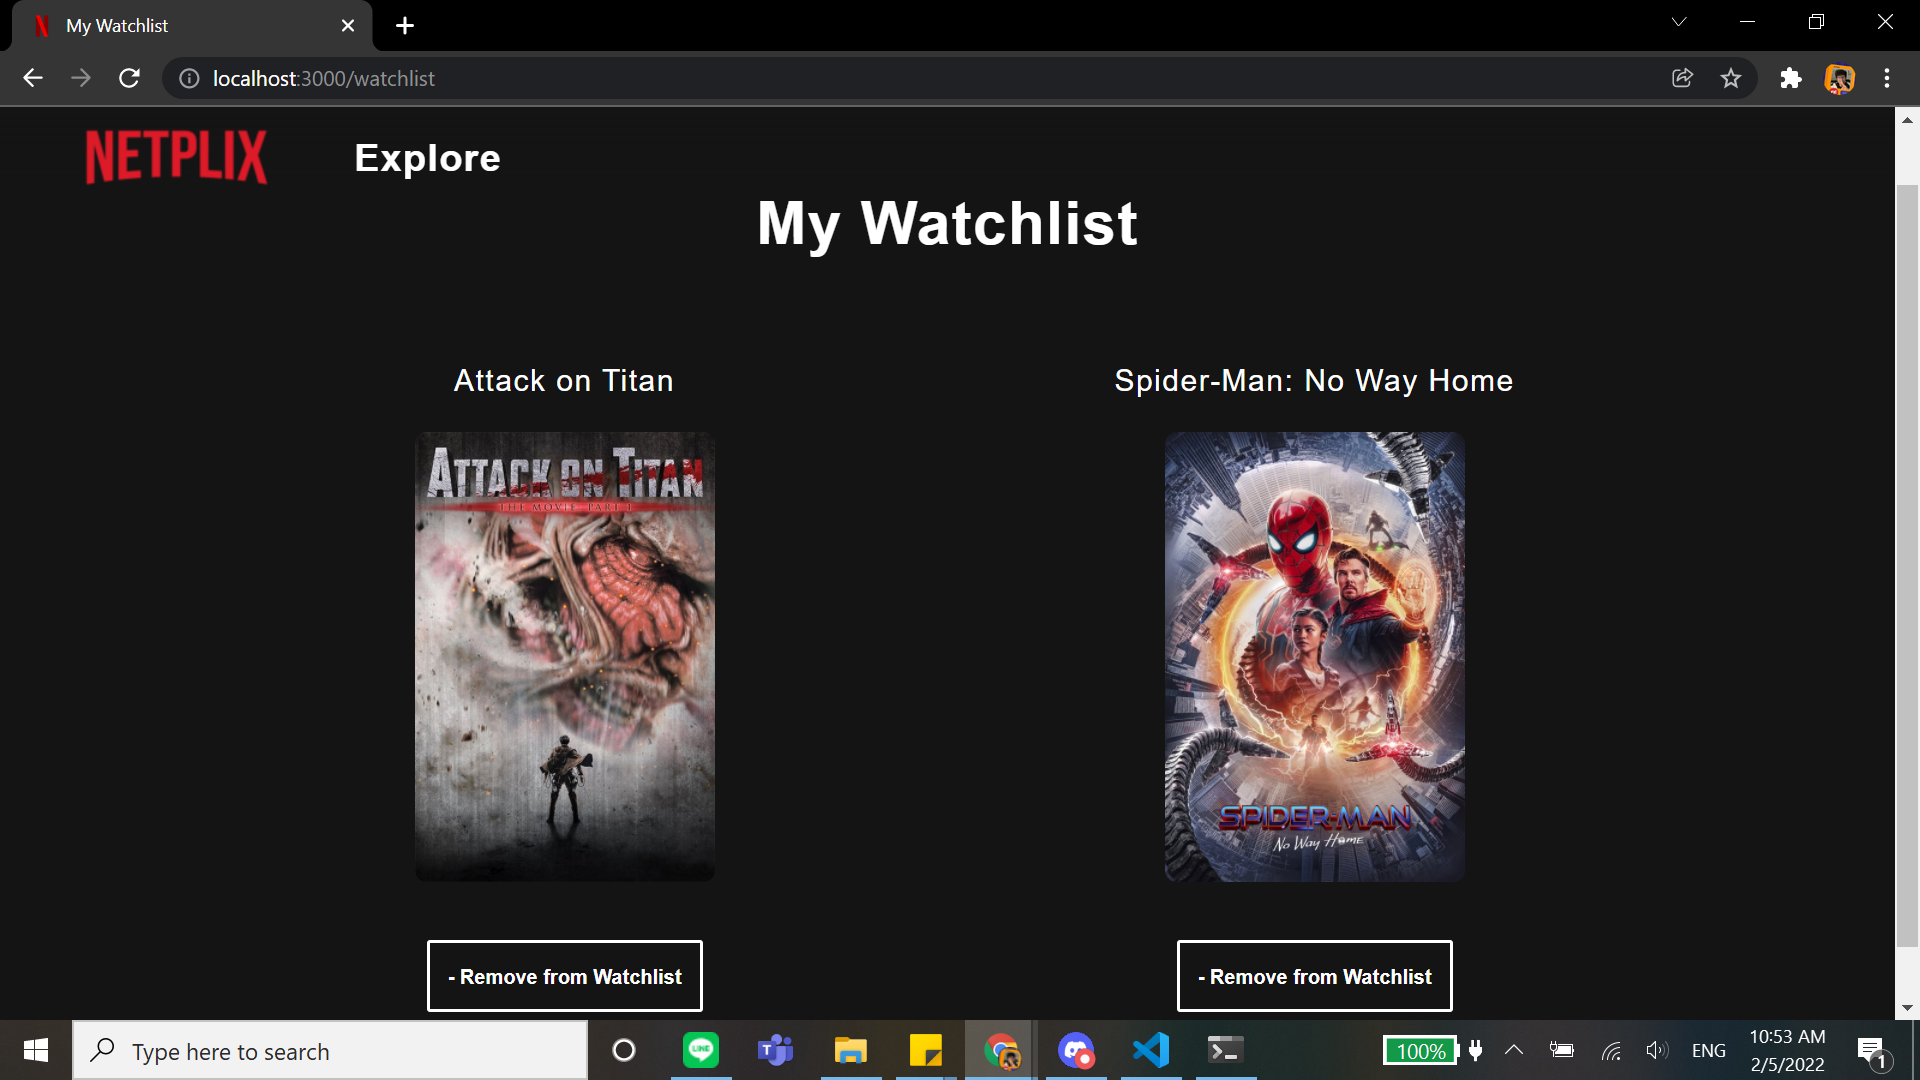 My Watchlist
localhost:3000/watchlist
NETPLIX
Explore
My Watchlist
Attack on Titan
Spider-Man: No Way Home
ATTACK ON TITAN
THE MOVIE PART 1
SPIDER-MAN
No Way Home
- Remove from Watchlist
- Remove from Watchlist
Type here to search
LINE
100%
ENG
10:53 AM
2/5/2022
1